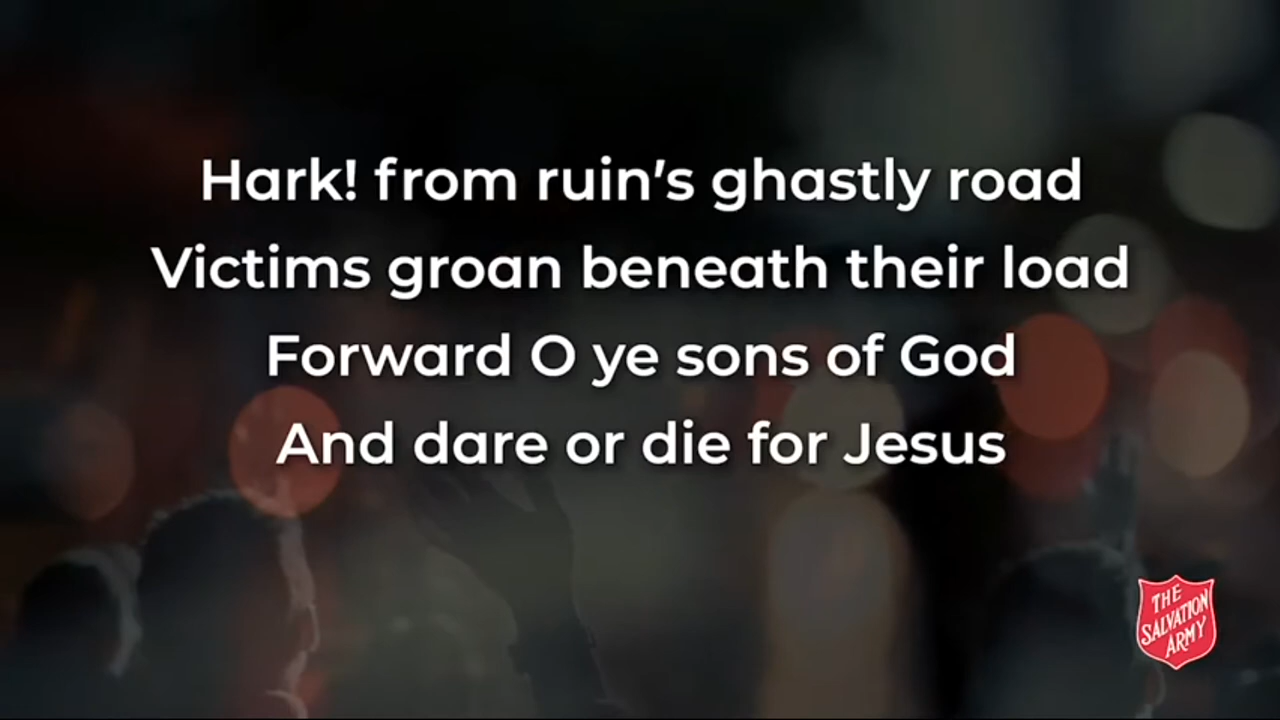 Hark! from ruin's ghastly road
Victims groan beneath their load
Forward O ye sons of God
And dare or die for Jesus
THE
SALVATION
ARMY